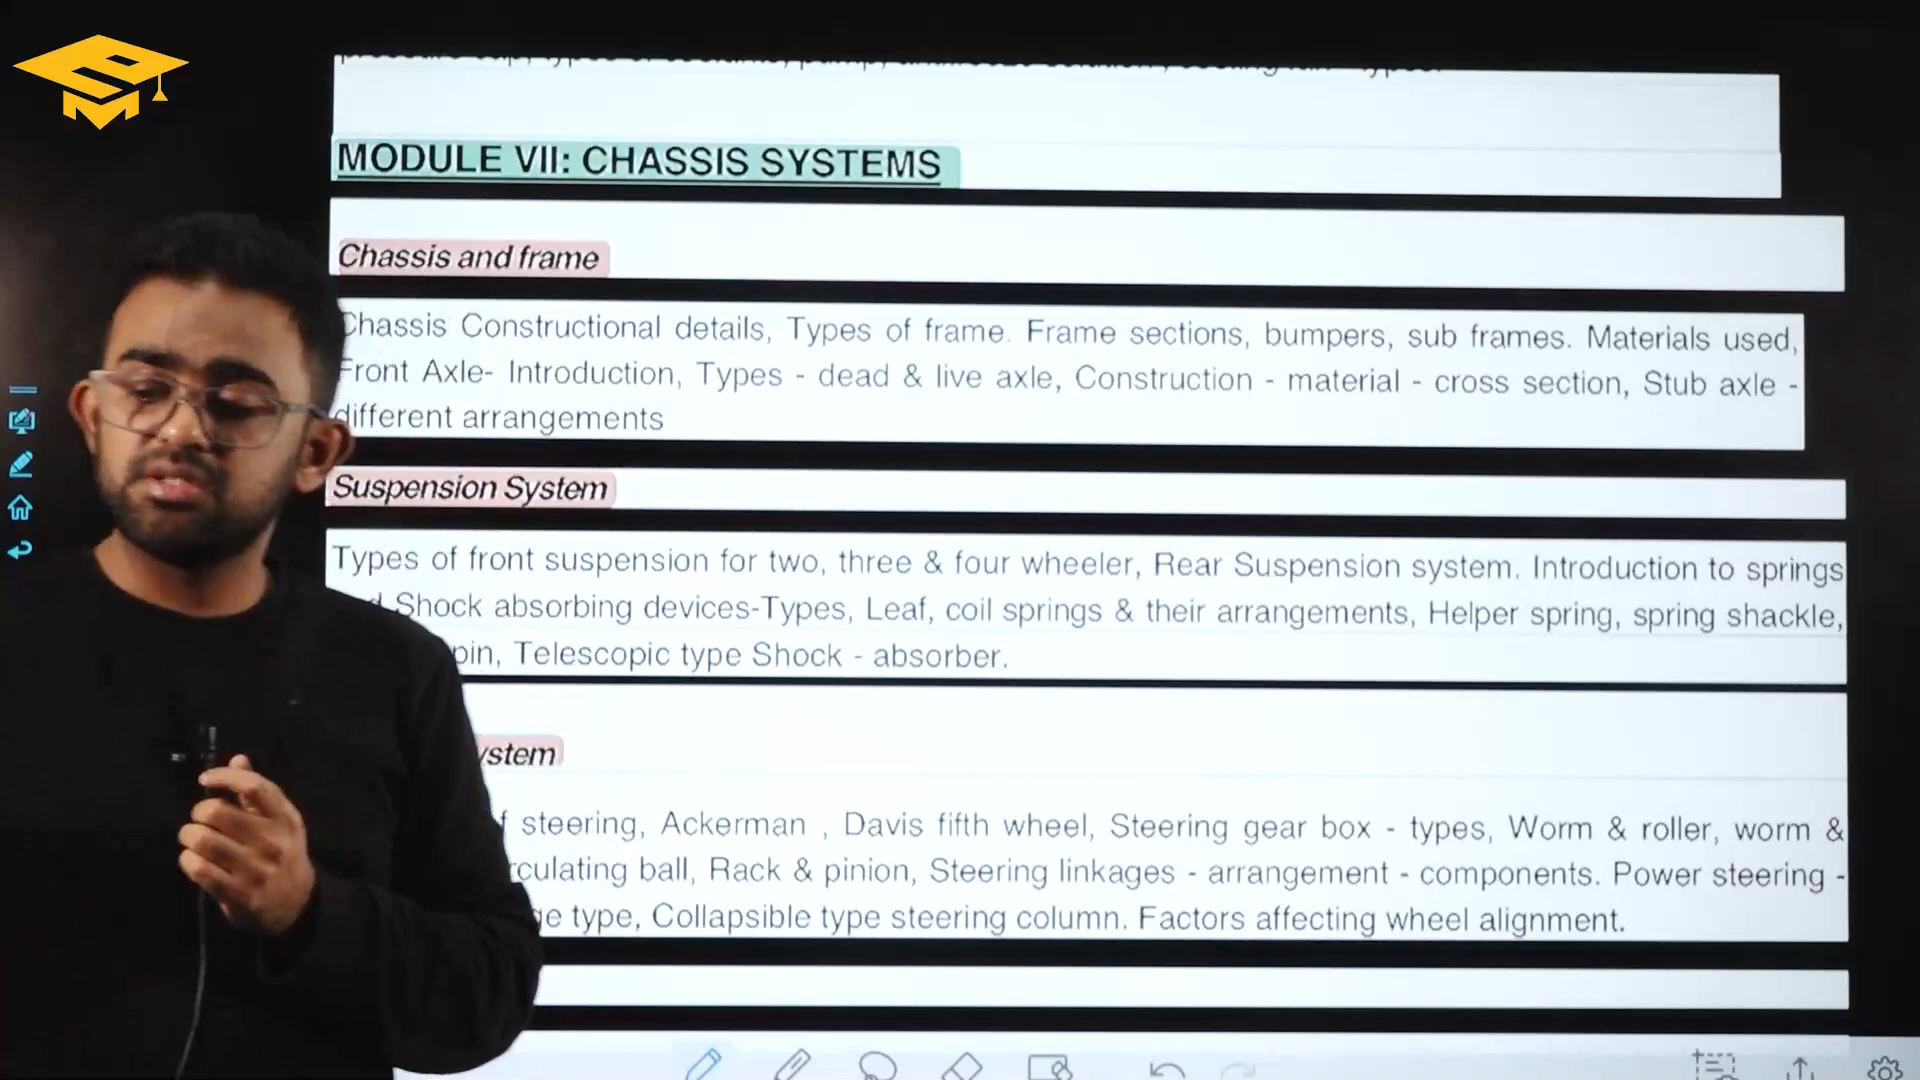 MODULE VII: CHASSIS SYSTEMS
Chassis and frame
Chassis Constructional details, Types of frame. Frame sections, bumpers, sub frames. Materials used,
Front Axle- Introduction, Types - dead & live axle, Construction - material - cross section, Stub axle -
different arrangements
Suspension System
Types of front suspension for two, three & four wheeler, Rear Suspension system. Introduction to springs
Shock absorbing devices-Types, Leaf, coil springs & their arrangements, Helper spring, spring shackle,
pin, Telescopic type Shock - absorber.
ystem
f steering, Ackerman , Davis fifth wheel, Steering gear box - types, Worm & roller, worm &
culating ball, Rack & pinion, Steering linkages - arrangement - components. Power steering -
ge type, Collapsible type steering column. Factors affecting wheel alignment.